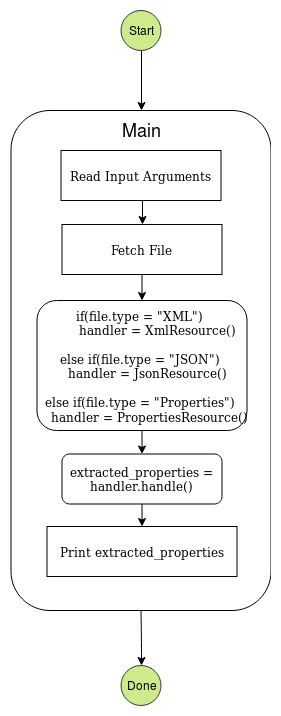 Start
Main
Read Input Arguments
Fetch File
if(file.type = "XML")
handler = XmlResource()
else if(file.type = "JSON")
handler = JsonResource()
else if(file.type = "Properties")
handler = PropertiesResource()
extracted_properties =
handler.handle()
Print extracted_properties
Done